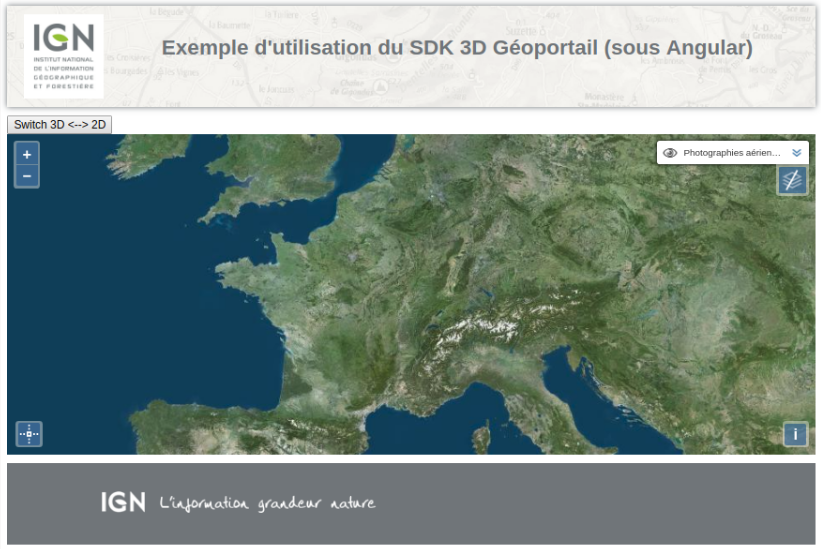 IGN
INSTITUT NATIONAL
DE L'INFORMATION
GÉOGRAPHIQUE
ET FORESTIÈRE
Exemple d'utilisation du SDK 3D Géoportail (sous Angular)
Switch 3D <--> 2D
+
−
Photographies aérien...
i
IGN L'information grandeur nature